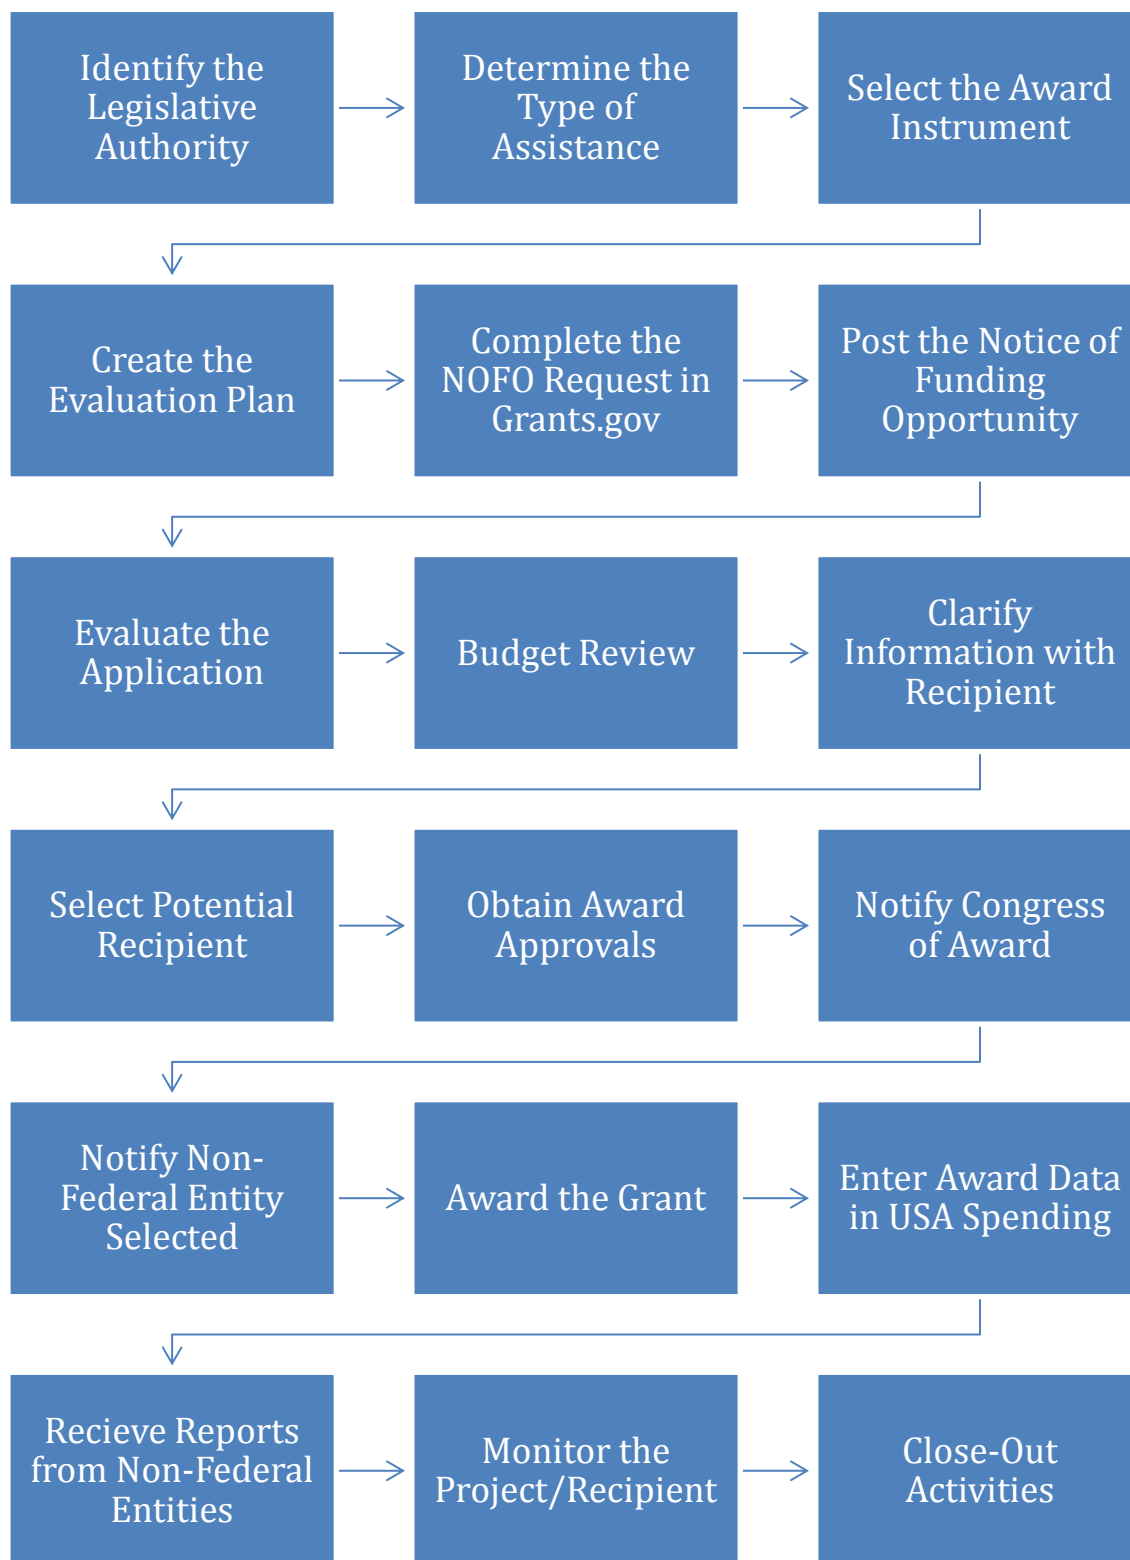 Identify the
Legislative
Authority
Determine the
Type of
Assistance
Select the Award
Instrument
Create the
Evaluation Plan
Complete the
NOFO Request in
Grants.gov
Post the Notice of
Funding
Opportunity
Evaluate the
Application
Budget Review
Clarify
Information with
Recipient
Select Potential
Recipient
Obtain Award
Approvals
Notify Congress
of Award
Notify Non-
Federal Entity
Selected
Award the Grant
Enter Award Data
in USA Spending
Recieve Reports
from Non-Federal
Entities
Monitor the
Project/Recipient
Close-Out
Activities